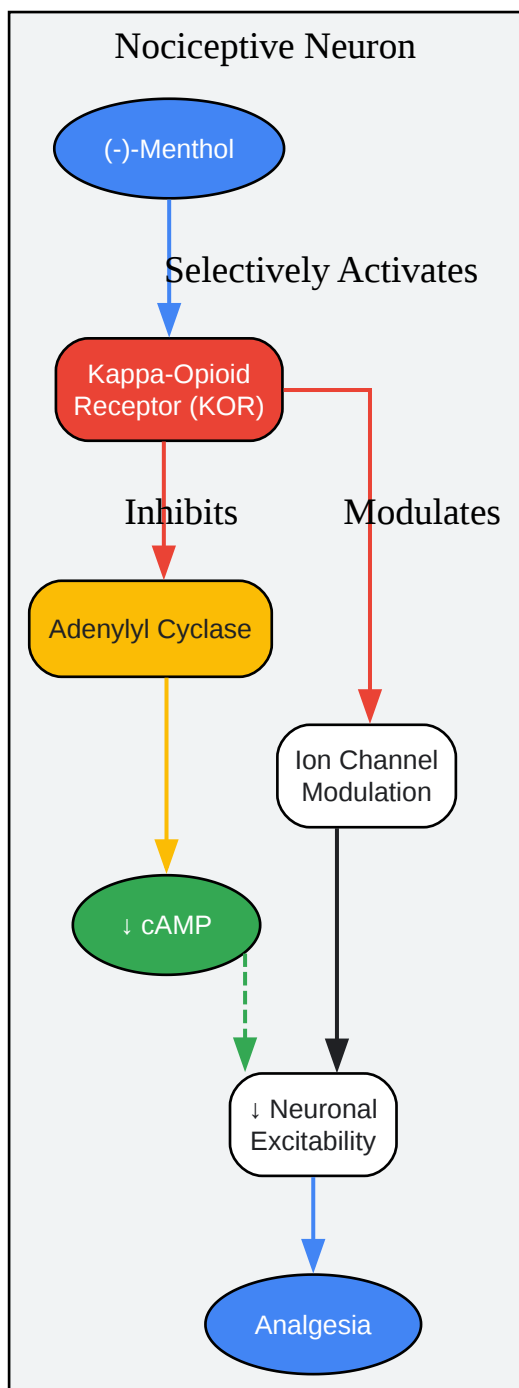 Nociceptive Neuron
(-)-Menthol
Selectively Activates
Kappa-Opioid
Receptor (KOR)
Inhibits
Modulates
Adenylyl Cyclase
Ion Channel
Modulation
↓ cAMP
↓ Neuronal
Excitability
Analgesia